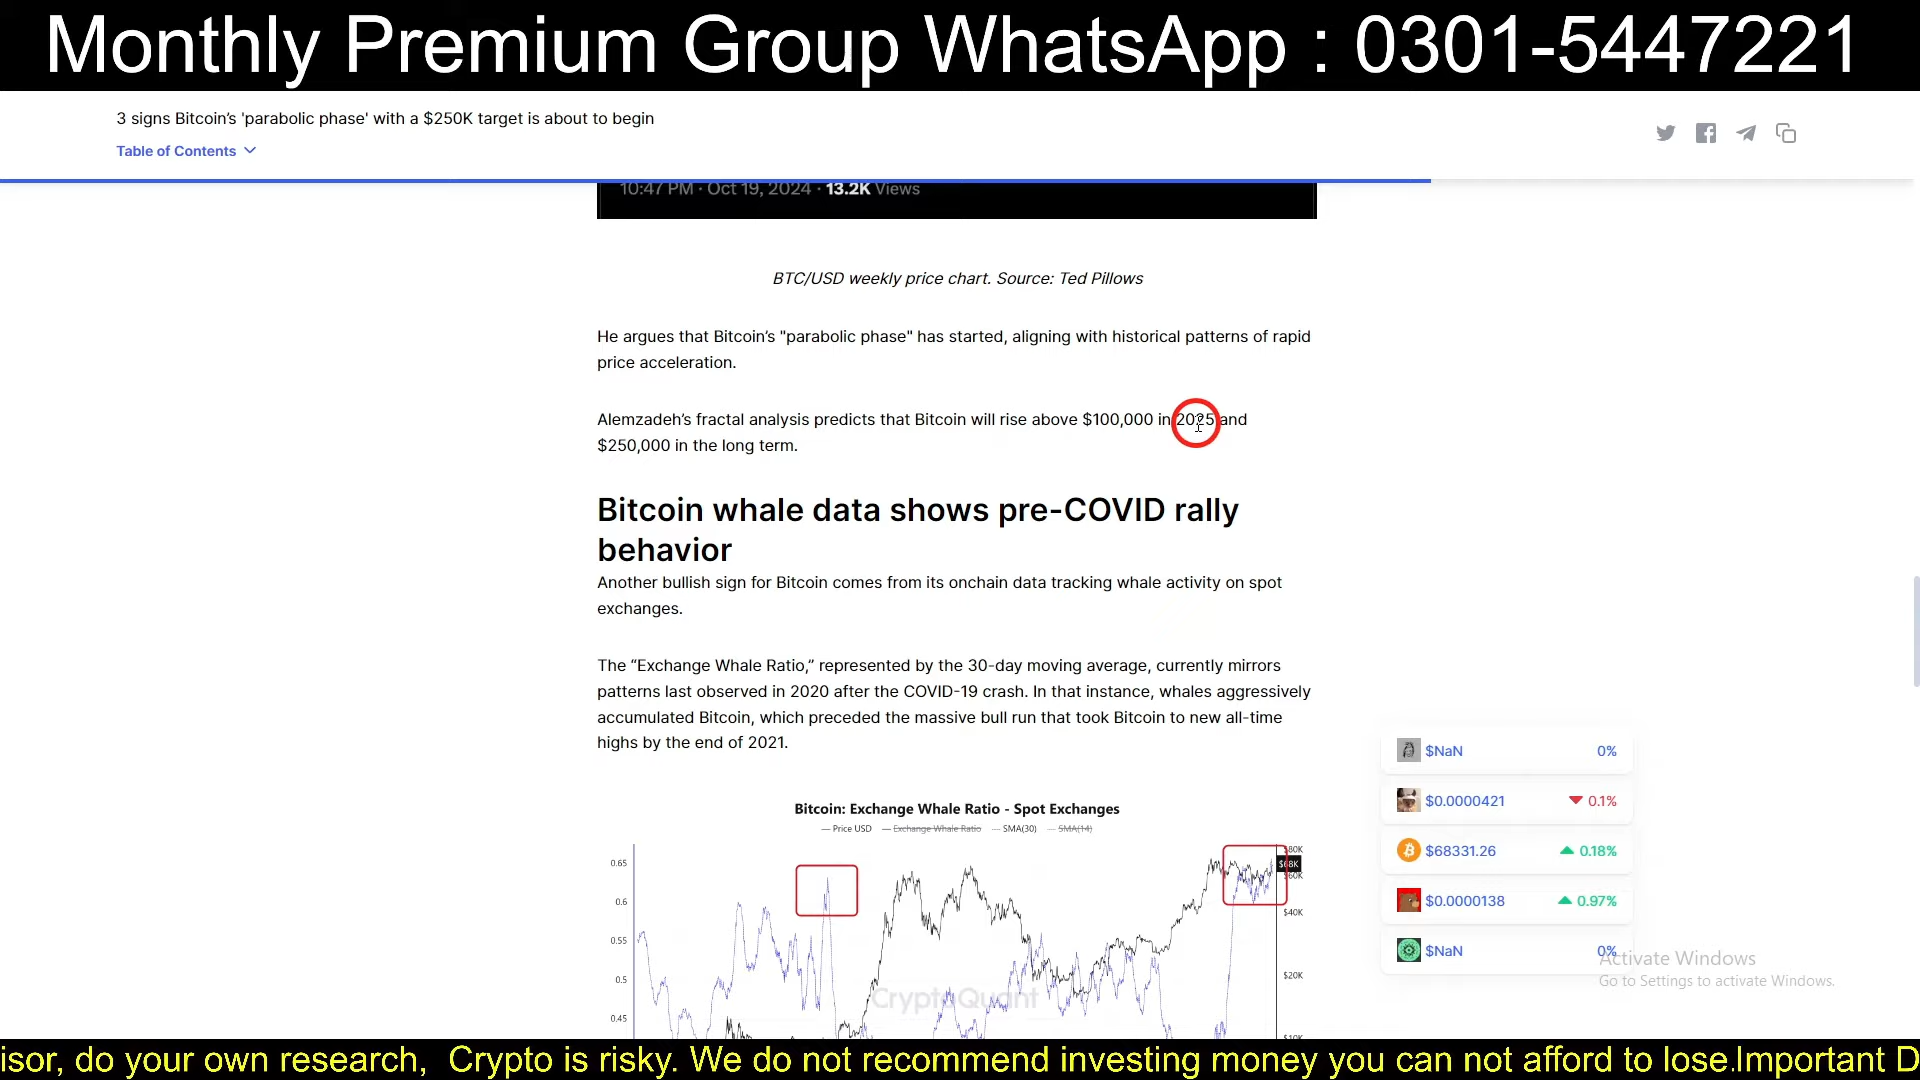 Monthly Premium Group WhatsApp : 0301-5447221
3 signs Bitcoin’s 'parabolic phase' with a $250K target is about to begin
Table of Contents
10:47 PM · Oct 19, 2024 · 13.2K Views
BTC/USD weekly price chart. Source: Ted Pillows
He argues that Bitcoin’s "parabolic phase" has started, aligning with historical patterns of rapid
price acceleration.
Alemzadeh’s fractal analysis predicts that Bitcoin will rise above $100,000 in 2025 and
$250,000 in the long term.
Bitcoin whale data shows pre-COVID rally
behavior
Another bullish sign for Bitcoin comes from its onchain data tracking whale activity on spot
exchanges.
The “Exchange Whale Ratio,” represented by the 30-day moving average, currently mirrors
patterns last observed in 2020 after the COVID-19 crash. In that instance, whales aggressively
accumulated Bitcoin, which preceded the massive bull run that took Bitcoin to new all-time
highs by the end of 2021.
Bitcoin: Exchange Whale Ratio - Spot Exchanges
— Price USD — Exchange Whale Ratio — SMA(30) — SMA(14)
0.65
0.6
0.55
0.5
0.45
$80K
$68K
$60K
$40K
$20K
$10K
CryptoQuant
$NaN 0%
$0.0000421 0.1%
$68331.26 0.18%
$0.0000138 0.97%
$NaN 0%
Activate Windows
Go to Settings to activate Windows.
isor, do your own research, Crypto is risky. We do not recommend investing money you can not afford to lose.Important D